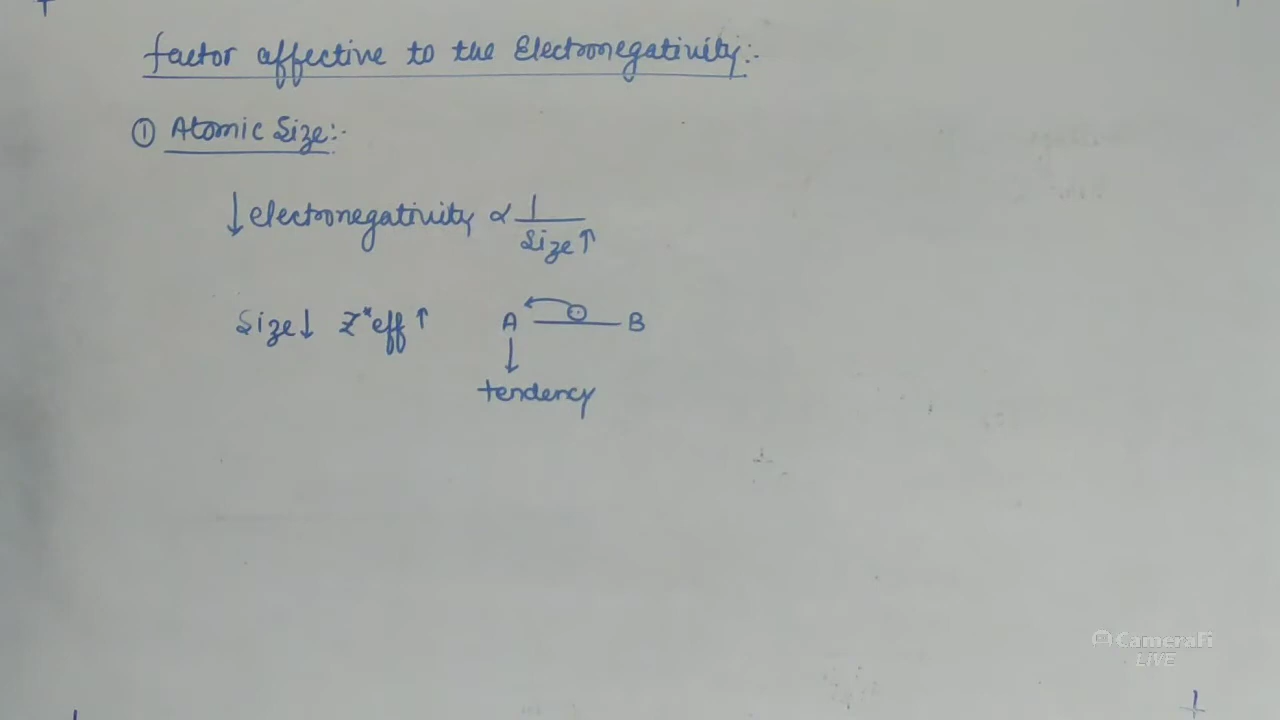 factor affective to the Electronegativity:-
① Atomic Size:-
↓ electronegativity ∝ 1/Size↑
Size↓ Z*eff↑ A — B
tendency
CameraFi
LIVE